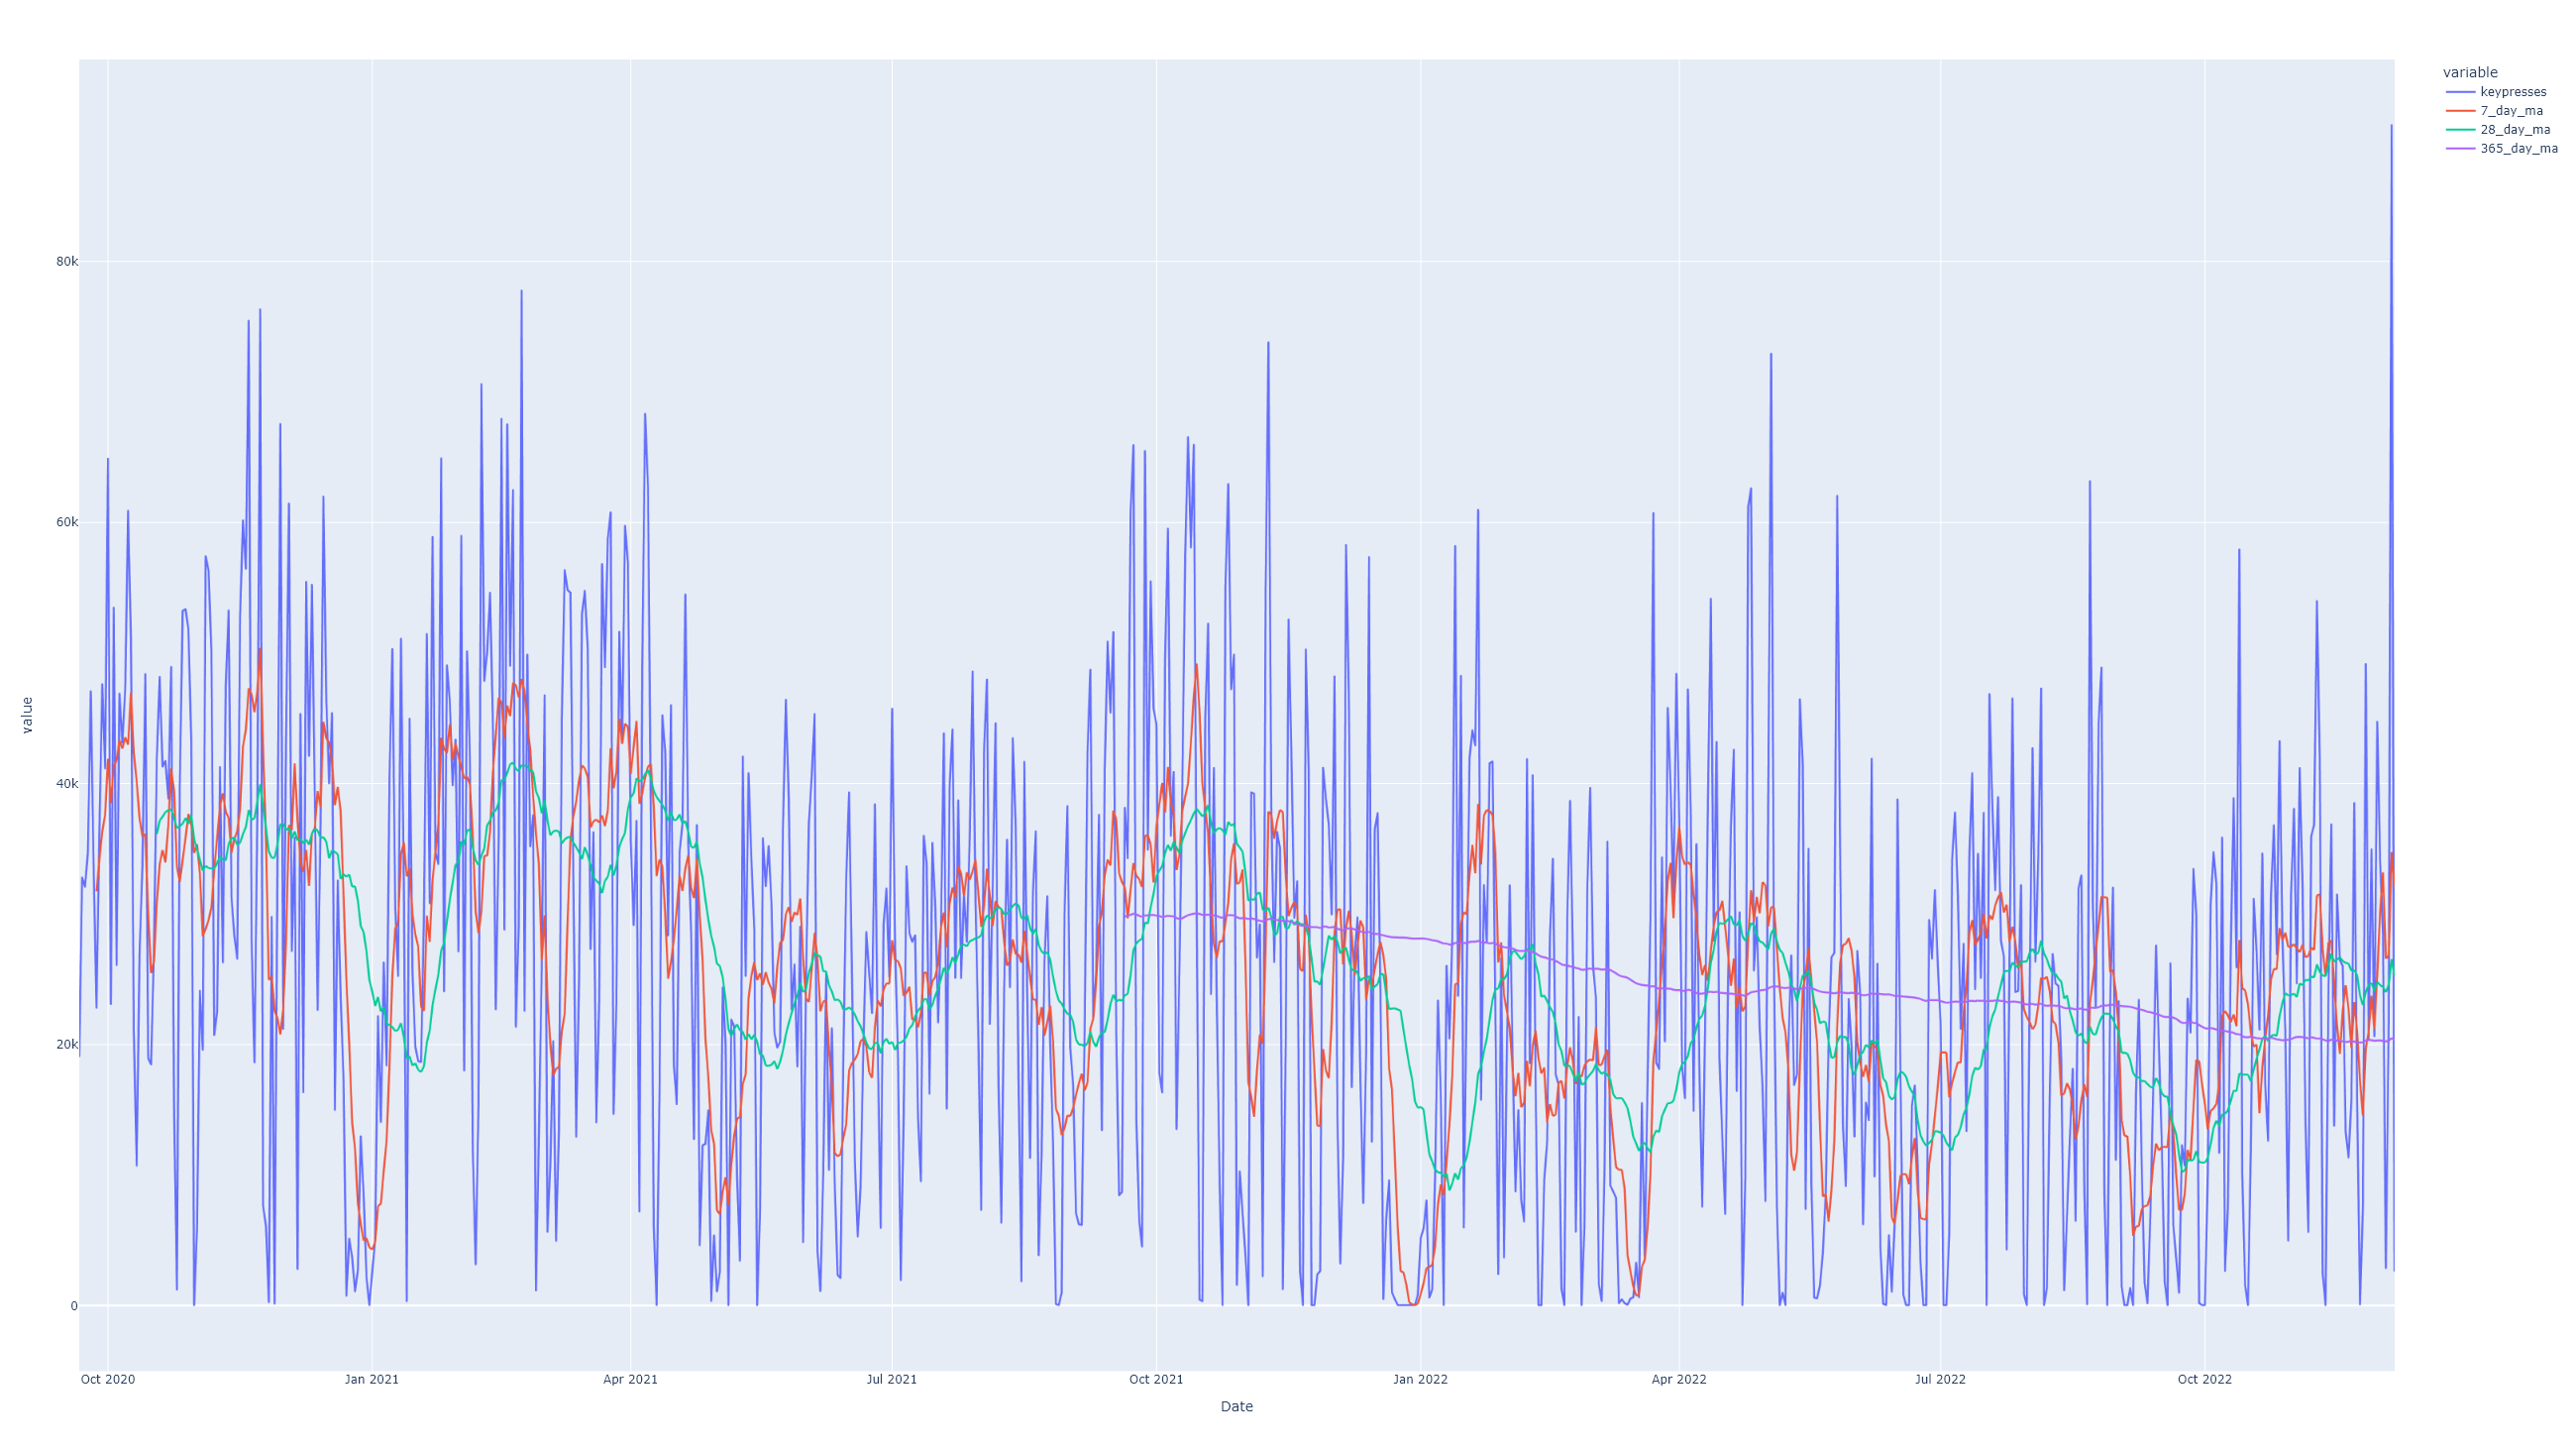 variable
keypresses
7_day_ma
28_day_ma
365_day_ma
80k
60k
40k
20k
0
value
Oct 2020
Jan 2021
Apr 2021
Jul 2021
Oct 2021
Jan 2022
Apr 2022
Jul 2022
Oct 2022
Date